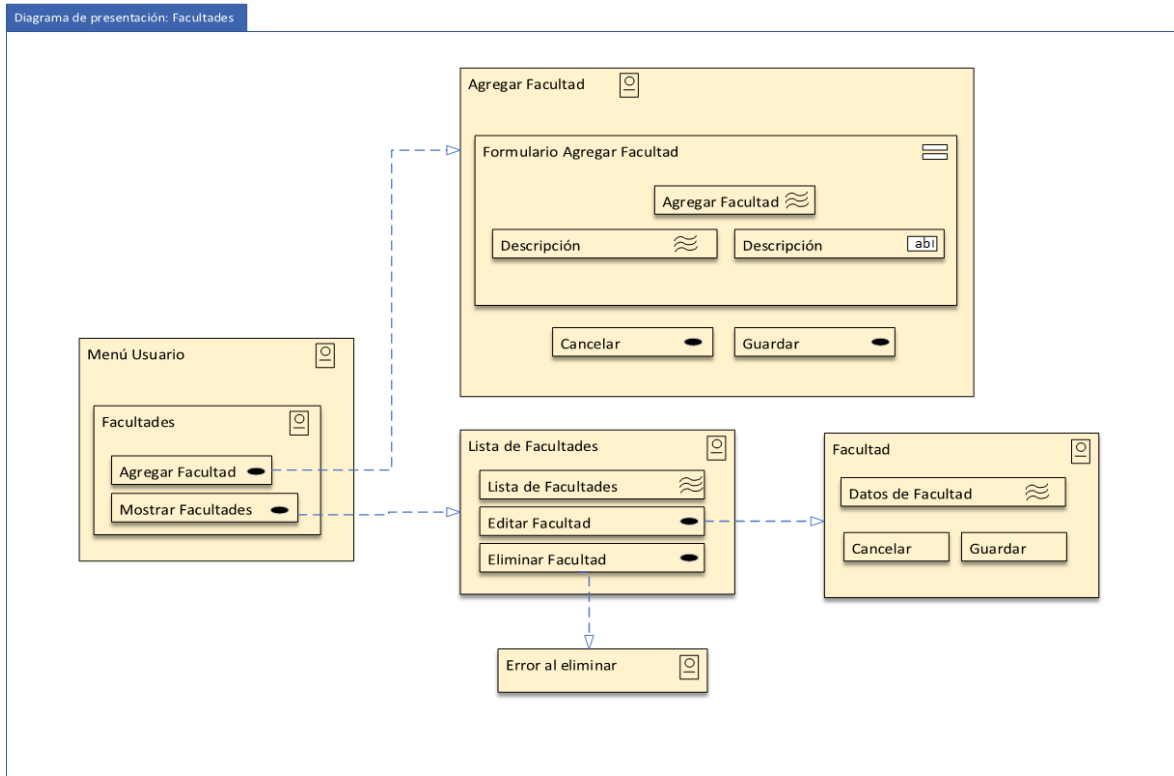 Diagrama de presentación: Facultades
Agregar Facultad
Formulario Agregar Facultad
Agregar Facultad
Descripción
Descripción
abI
Cancelar
Guardar
Menú Usuario
Facultades
Agregar Facultad
Mostrar Facultades
Lista de Facultades
Lista de Facultades
Editar Facultad
Eliminar Facultad
Facultad
Datos de Facultad
Cancelar
Guardar
Error al eliminar